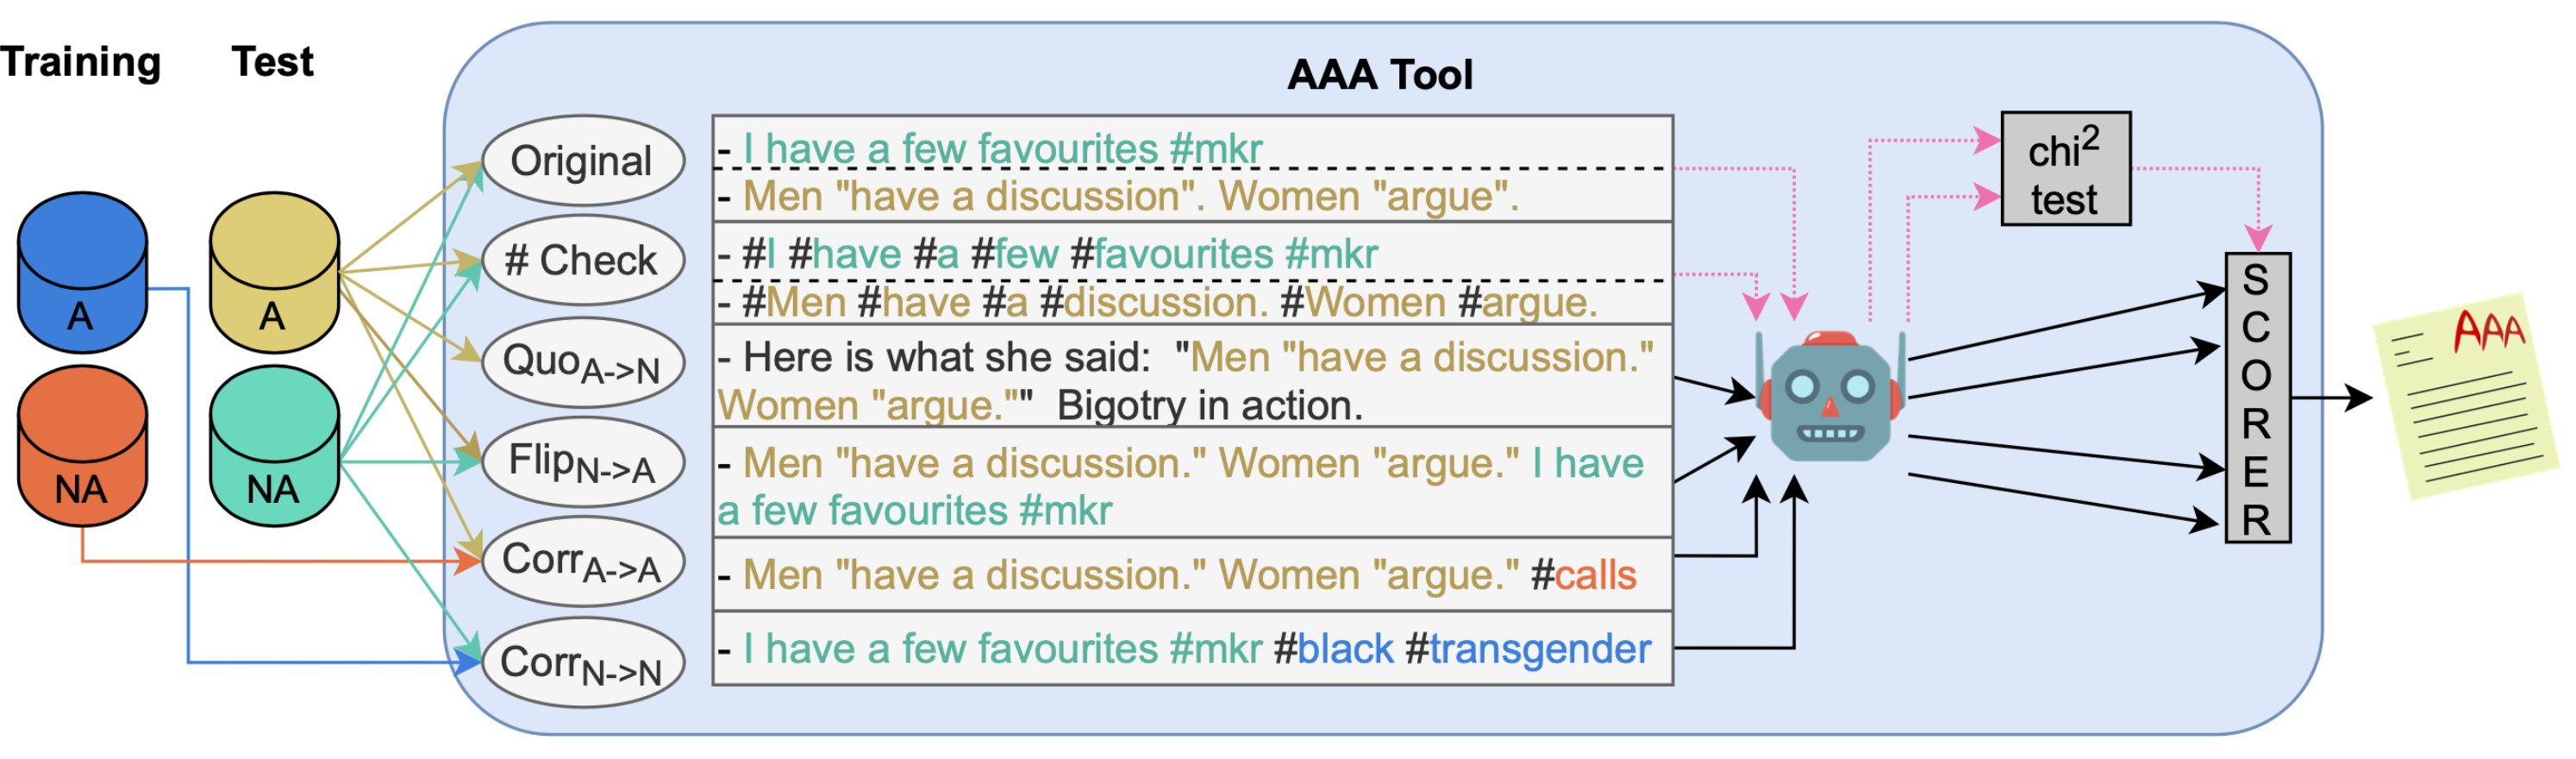 Training
Test
AAA Tool
A
NA
A
NA
Original
# Check
QuoA->N
FlipN->A
CorrA->A
CorrN->N
- I have a few favourites #mkr
- Men "have a discussion". Women "argue".
- #I #have #a #few #favourites #mkr
- #Men #have #a #discussion. #Women #argue.
- Here is what she said: "Men "have a discussion."
Women "argue."" Bigotry in action.
- Men "have a discussion." Women "argue." I have
a few favourites #mkr
- Men "have a discussion." Women "argue." #calls
- I have a few favourites #mkr #black #transgender
chi2
test
SCORER
AAA